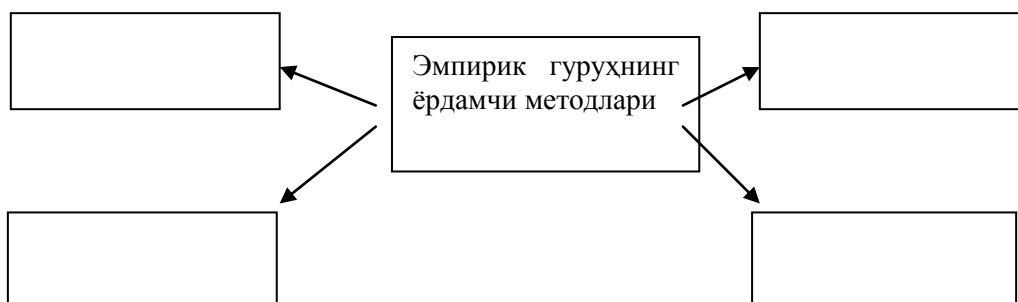 Эмпирик гуруҳнинг
ёрдамчи методлари